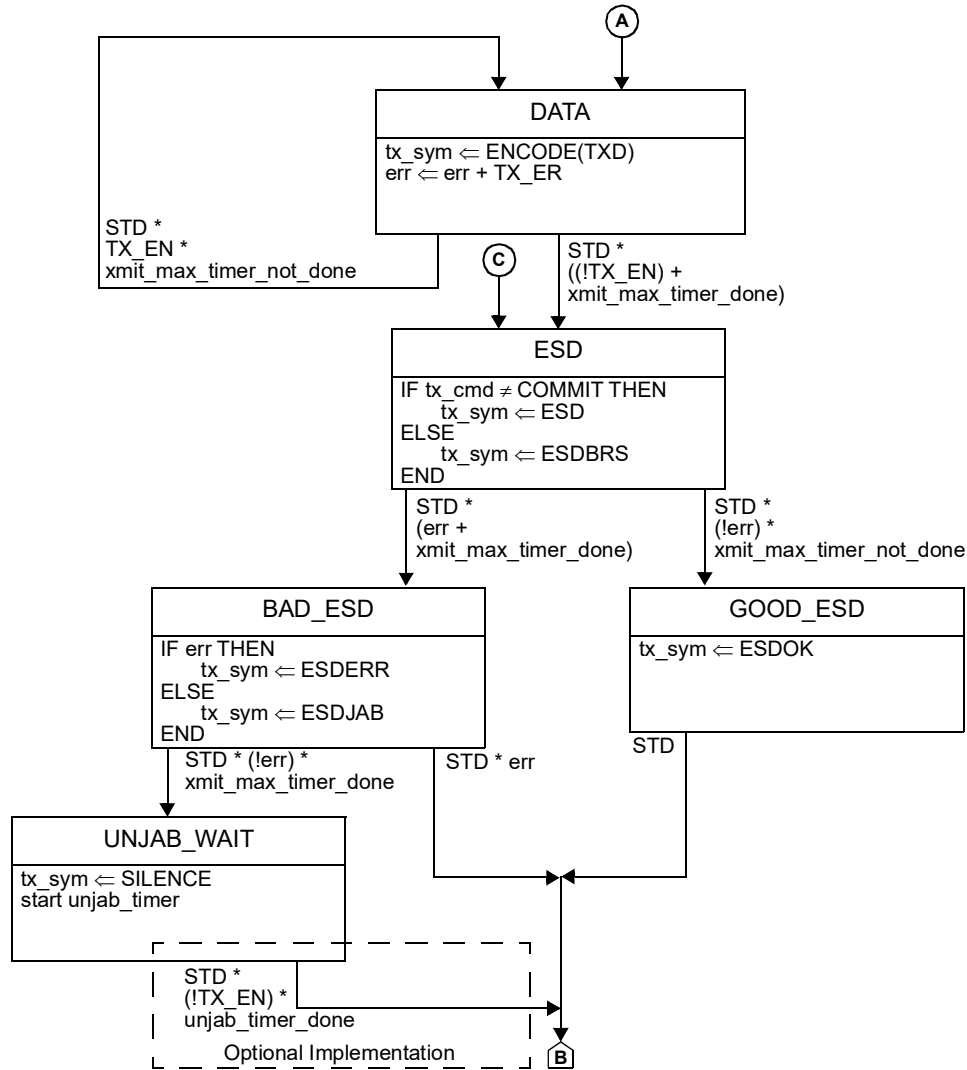 A
DATA
tx_sym ⇐ ENCODE(TXD)
err ⇐ err + TX_ER
STD *
TX_EN *
xmit_max_timer_not_done
C
STD *
((!TX_EN) +
xmit_max_timer_done)
ESD
IF tx_cmd ≠ COMMIT THEN
tx_sym ⇐ ESD
ELSE
tx_sym ⇐ ESDBRS
END
STD *
(err +
xmit_max_timer_done)
STD *
(!err) *
xmit_max_timer_not_done
BAD_ESD
IF err THEN
tx_sym ⇐ ESDERR
ELSE
tx_sym ⇐ ESDJAB
END
GOOD_ESD
tx_sym ⇐ ESDOK
STD * (!err) *
xmit_max_timer_done
STD * err
STD
UNJAB_WAIT
tx_sym ⇐ SILENCE
start unjab_timer
STD *
(!TX_EN) *
unjab_timer_done
Optional Implementation
B